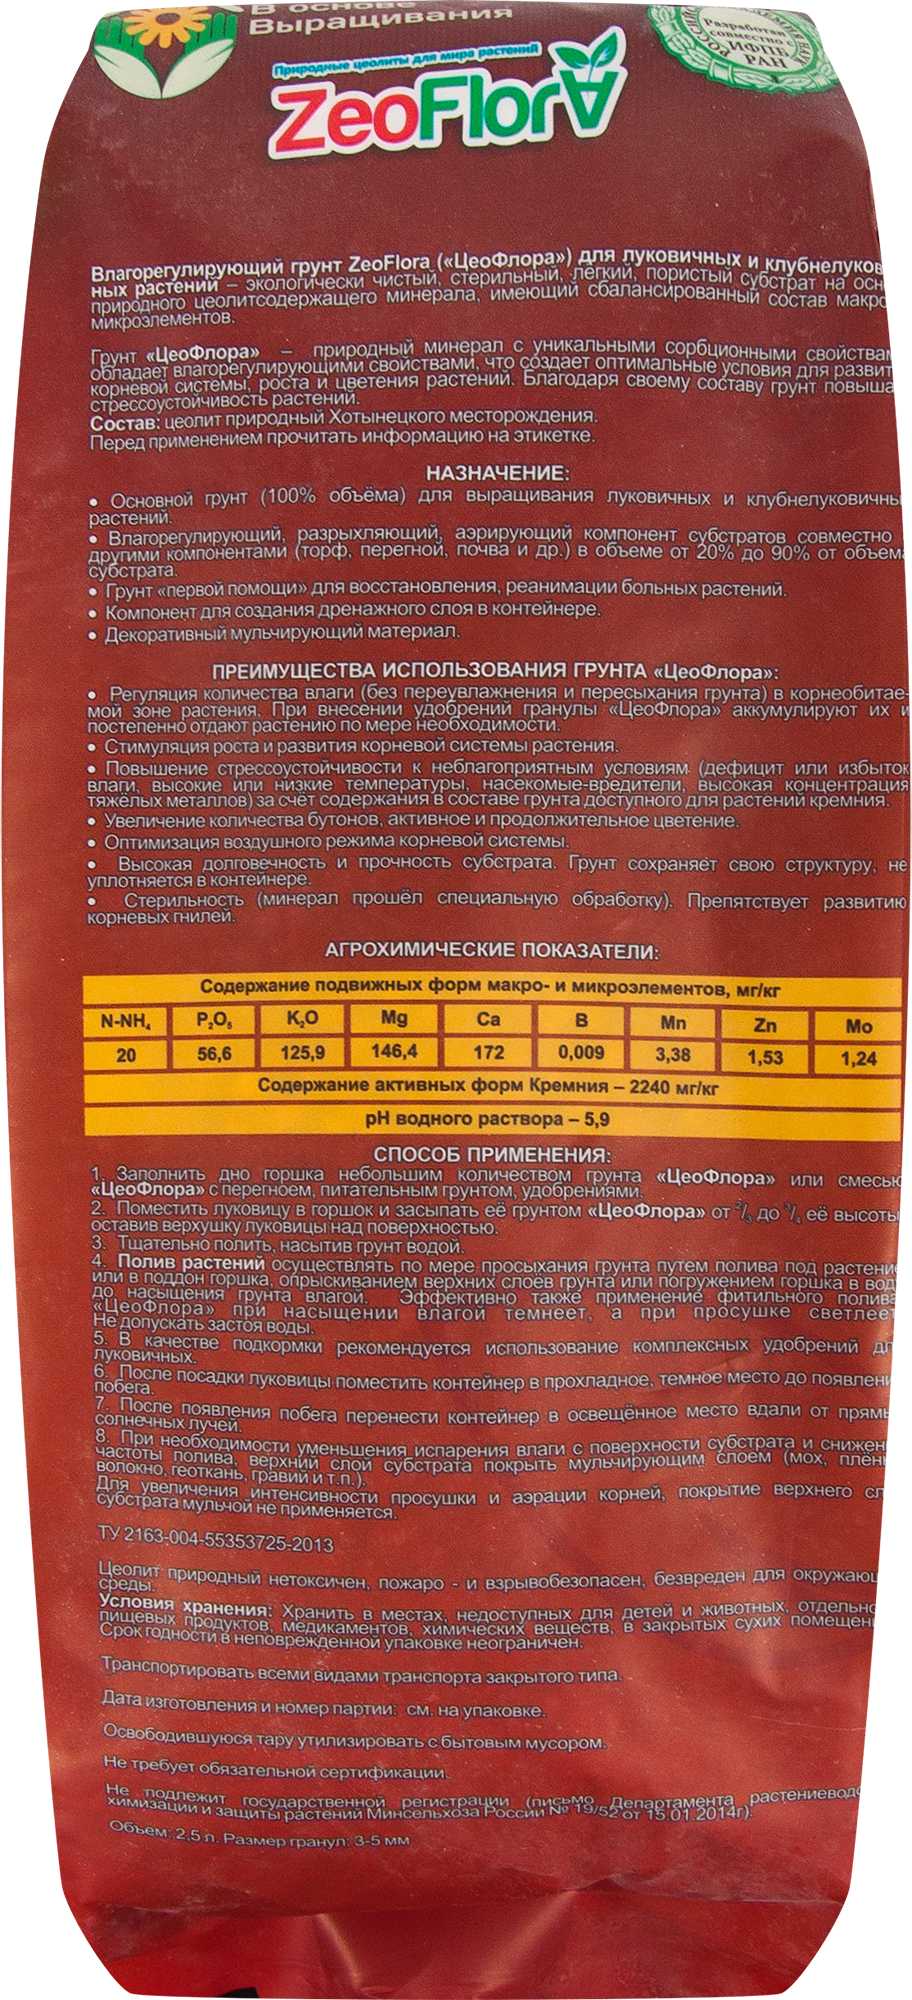 В основе
Выращивания
Природные цеолиты для мира растений
ZeoFlorA
Разработан
совместно с
ИФПБ
РАН
Влагорегулирующий грунт ZeoFlora («ЦеоФлора») для луковичных и клубнелуков
ных растений – экологически чистый, стерильный, лёгкий, пористый субстрат на осн
природного цеолитсодержащего минерала, имеющий сбалансированный состав макро
микроэлементов.
Грунт «ЦеоФлора» – природный минерал с уникальными сорбционными свойствам
обладает влагорегулирующими свойствами, что создает оптимальные условия для развит
корневой системы, роста и цветения растений. Благодаря своему составу грунт повыша
стрессоустойчивость растений.
Состав: цеолит природный Хотынецкого месторождения.
Перед применением прочитать информацию на этикетке.
НАЗНАЧЕНИЕ:
• Основной грунт (100% объёма) для выращивания луковичных и клубнелуковичны
растений.
• Влагорегулирующий, разрыхляющий, аэрирующий компонент субстратов совместно
другими компонентами (торф, перегной, почва и др.) в объеме от 20% до 90% от объема
субстрата.
• Грунт «первой помощи» для восстановления, реанимации больных растений.
• Компонент для создания дренажного слоя в контейнере.
• Декоративный мульчирующий материал.
ПРЕИМУЩЕСТВА ИСПОЛЬЗОВАНИЯ ГРУНТА «ЦеоФлора»:
• Регуляция количества влаги (без переувлажнения и пересыхания грунта) в корнеобитае-
мой зоне растения. При внесении удобрений гранулы «ЦеоФлора» аккумулируют их и
постепенно отдают растению по мере необходимости.
• Стимуляция роста и развития корневой системы растения.
• Повышение стрессоустойчивости к неблагоприятным условиям (дефицит или избыток
влаги, высокие или низкие температуры, насекомые-вредители, высокая концентрация
тяжёлых металлов) за счёт содержания в составе грунта доступного для растений кремния.
• Увеличение количества бутонов, активное и продолжительное цветение.
• Оптимизация воздушного режима корневой системы.
• Высокая долговечность и прочность субстрата. Грунт сохраняет свою структуру, не
уплотняется в контейнере.
• Стерильность (минерал прошёл специальную обработку). Препятствует развитию
корневых гнилей.
АГРОХИМИЧЕСКИЕ ПОКАЗАТЕЛИ:
Содержание подвижных форм макро- и микроэлементов, мг/кг
N-NH₄ P₂O₅ K₂O Mg Ca B Mn Zn Mo
20 56,6 125,9 146,4 172 0,009 3,38 1,53 1,24
Содержание активных форм Кремния – 2240 мг/кг
pH водного раствора – 5,9
СПОСОБ ПРИМЕНЕНИЯ:
1. Заполнить дно горшка небольшим количеством грунта «ЦеоФлора» или смесью
«ЦеоФлора» с перегноем, питательным грунтом, удобрениями.
2. Поместить луковицу в горшок и засыпать её грунтом «ЦеоФлора» от ²/₃ до ³/₄ её высоты
оставив верхушку луковицы над поверхностью.
3. Тщательно полить, насытив грунт водой.
4. Полив растений осуществлять по мере просыхания грунта путем полива под растение
или в поддон горшка, опрыскиванием верхних слоёв грунта или погружением горшка в вод
до насыщения грунта влагой. Эффективно также применение фитильного полива
«ЦеоФлора» при насыщении влагой темнеет, а при просушке светлеет
Не допускать застоя воды.
5. В качестве подкормки рекомендуется использование комплексных удобрений дл
луковичных.
6. После посадки луковицы поместить контейнер в прохладное, темное место до появлени
побега.
7. После появления побега перенести контейнер в освещённое место вдали от прямы
солнечных лучей.
8. При необходимости уменьшения испарения влаги с поверхности субстрата и снижен
частоты полива, верхний слой субстрата покрыть мульчирующим слоем (мох, плён
волокно, геоткань, гравий и т.п.).
Для увеличения интенсивности просушки и аэрации корней, покрытие верхнего сл
субстрата мульчой не применяется.
ТУ 2163-004-55353725-2013
Цеолит природный нетоксичен, пожаро - и взрывобезопасен, безвреден для окружающ
среды.
Условия хранения: Хранить в местах, недоступных для детей и животных, отдельно
пищевых продуктов, медикаментов, химических веществ, в закрытых сухих помещени
Срок годности в неповреждённой упаковке неограничен.
Транспортировать всеми видами транспорта закрытого типа.
Дата изготовления и номер партии: см. на упаковке.
Освободившуюся тару утилизировать с бытовым мусором.
Не требует обязательной сертификации.
Не подлежит государственной регистрации (письмо Департамента растениевод
химизации и защиты растений Минсельхоза России № 19/52 от 15.01.2014г).
Объем: 2,5 л. Размер гранул: 3-5 мм